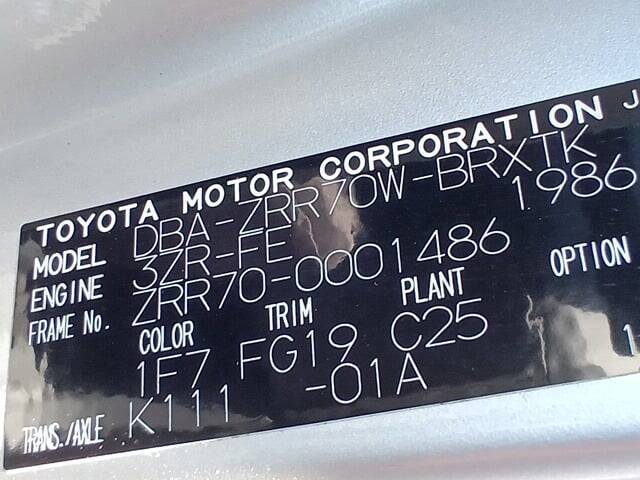 TOYOTA MOTOR CORPORATION J
MODEL DBA-ZRR70W-BRXTK
ENGINE 3ZR-FE 1986
FRAME No. ZRR70-0001486
COLOR TRIM PLANT OPTION
1F7 FG19 C25 1
TRANS./AXLE K111 -01A